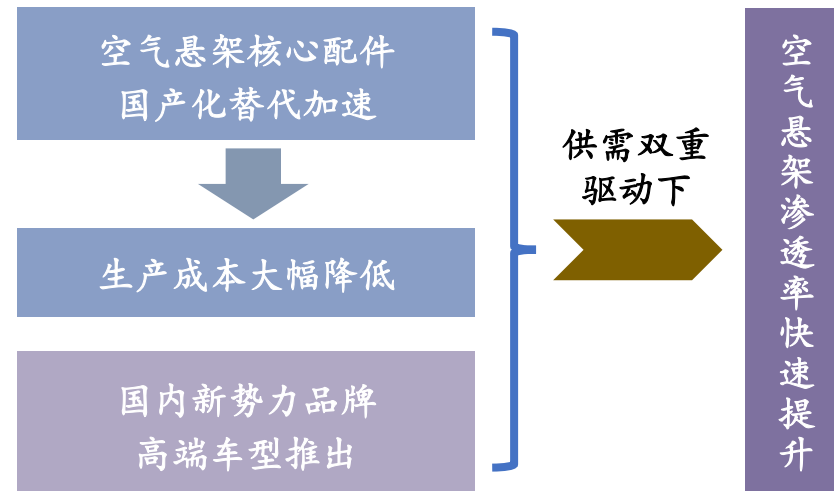 空气悬架核心配件
国产化替代加速
生产成本大幅降低
国内新势力品牌
高端车型推出
供需双重
驱动下
空气悬架渗透率快速提升